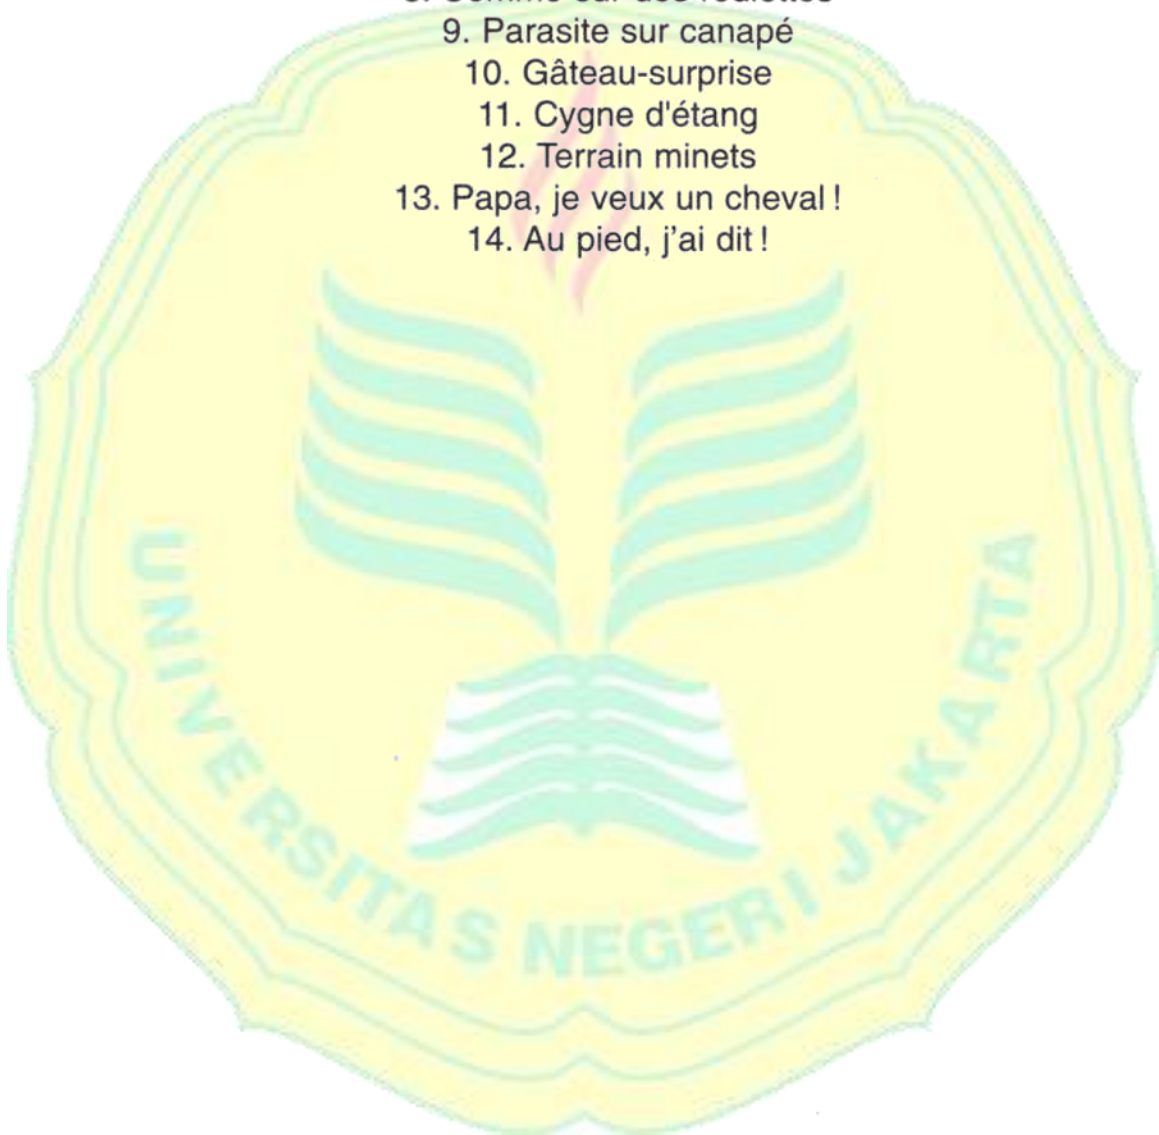 9. Parasite sur canapé
10. Gâteau-surprise
11. Cygne d'étang
12. Terrain minets
13. Papa, je veux un cheval !
14. Au pied, j'ai dit !
UNIVERSITAS NEGERI JAKARTA